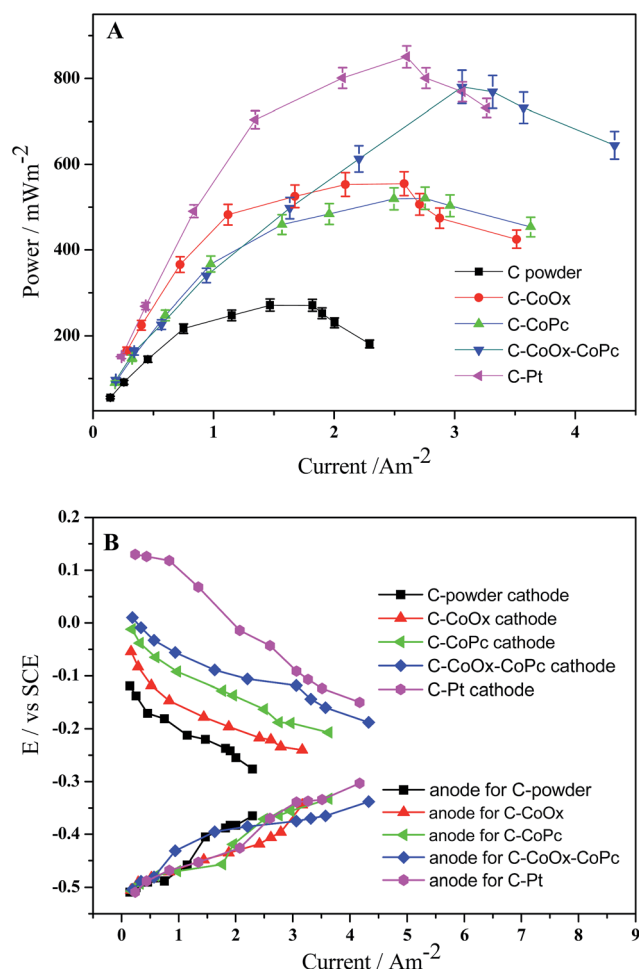 A
800
600
400
200
0
1
2
3
4
Power / mWm-2
Current /Am-2
C powder
C-CoOx
C-CoPc
C-CoOx-CoPc
C-Pt
B
0.2
0.1
0.0
-0.1
-0.2
-0.3
-0.4
-0.5
0
1
2
3
4
5
6
7
8
9
E / vs SCE
Current / Am-2
C-powder cathode
C-CoOx cathode
C-CoPc cathode
C-CoOx-CoPc cathode
C-Pt cathode
anode for C-powder
anode for C-CoOx
anode for C-CoPc
anode for C-CoOx-CoPc
anode for C-Pt